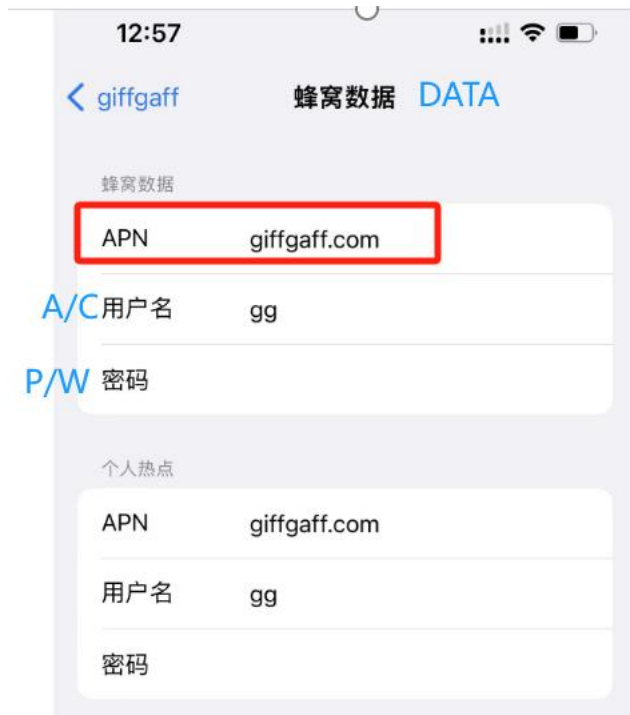 12:57
giffgaff 蜂窝数据 DATA
蜂窝数据
APN giffgaff.com
A/C 用户名 gg
P/W 密码
个人热点
APN giffgaff.com
用户名 gg
密码